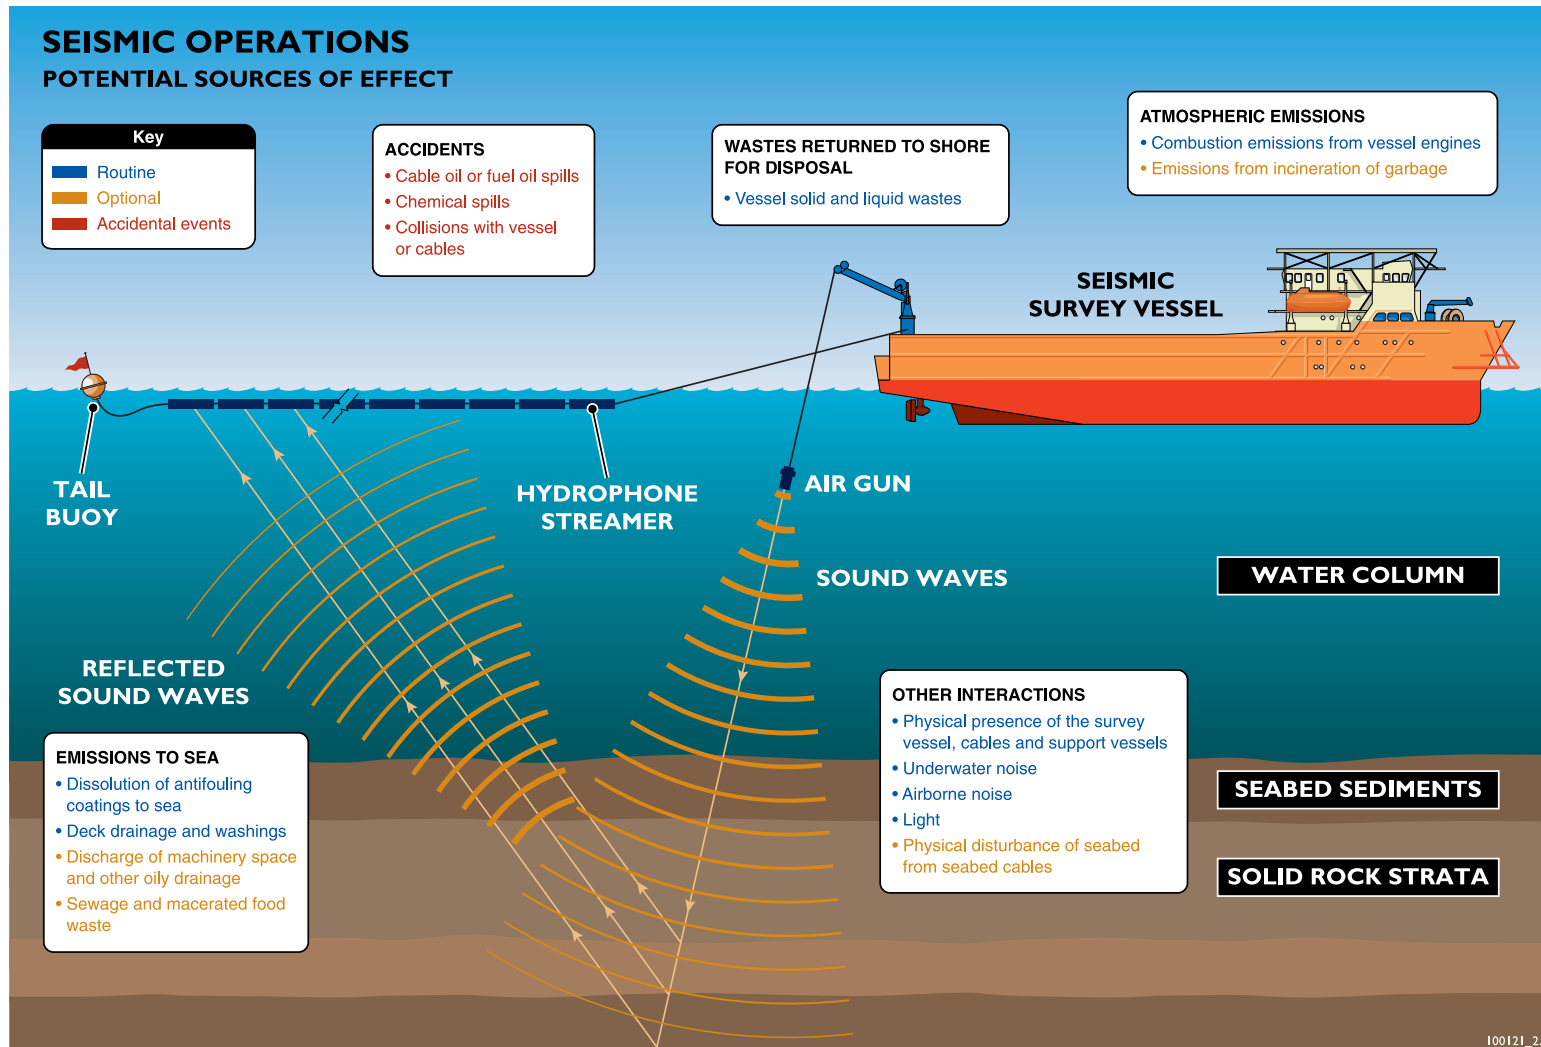 SEISMIC OPERATIONS
POTENTIAL SOURCES OF EFFECT
Key
Routine
Optional
Accidental events
ACCIDENTS
• Cable oil or fuel oil spills
• Chemical spills
• Collisions with vessel
or cables
WASTES RETURNED TO SHORE
FOR DISPOSAL
• Vessel solid and liquid wastes
ATMOSPHERIC EMISSIONS
• Combustion emissions from vessel engines
• Emissions from incineration of garbage
SEISMIC
SURVEY VESSEL
TAIL
BUOY
HYDROPHONE
STREAMER
AIR GUN
SOUND WAVES
WATER COLUMN
REFLECTED
SOUND WAVES
EMISSIONS TO SEA
• Dissolution of antifouling
coatings to sea
• Deck drainage and washings
• Discharge of machinery space
and other oily drainage
• Sewage and macerated food
waste
OTHER INTERACTIONS
• Physical presence of the survey
vessel, cables and support vessels
• Underwater noise
• Airborne noise
• Light
• Physical disturbance of seabed
from seabed cables
SEABED SEDIMENTS
SOLID ROCK STRATA